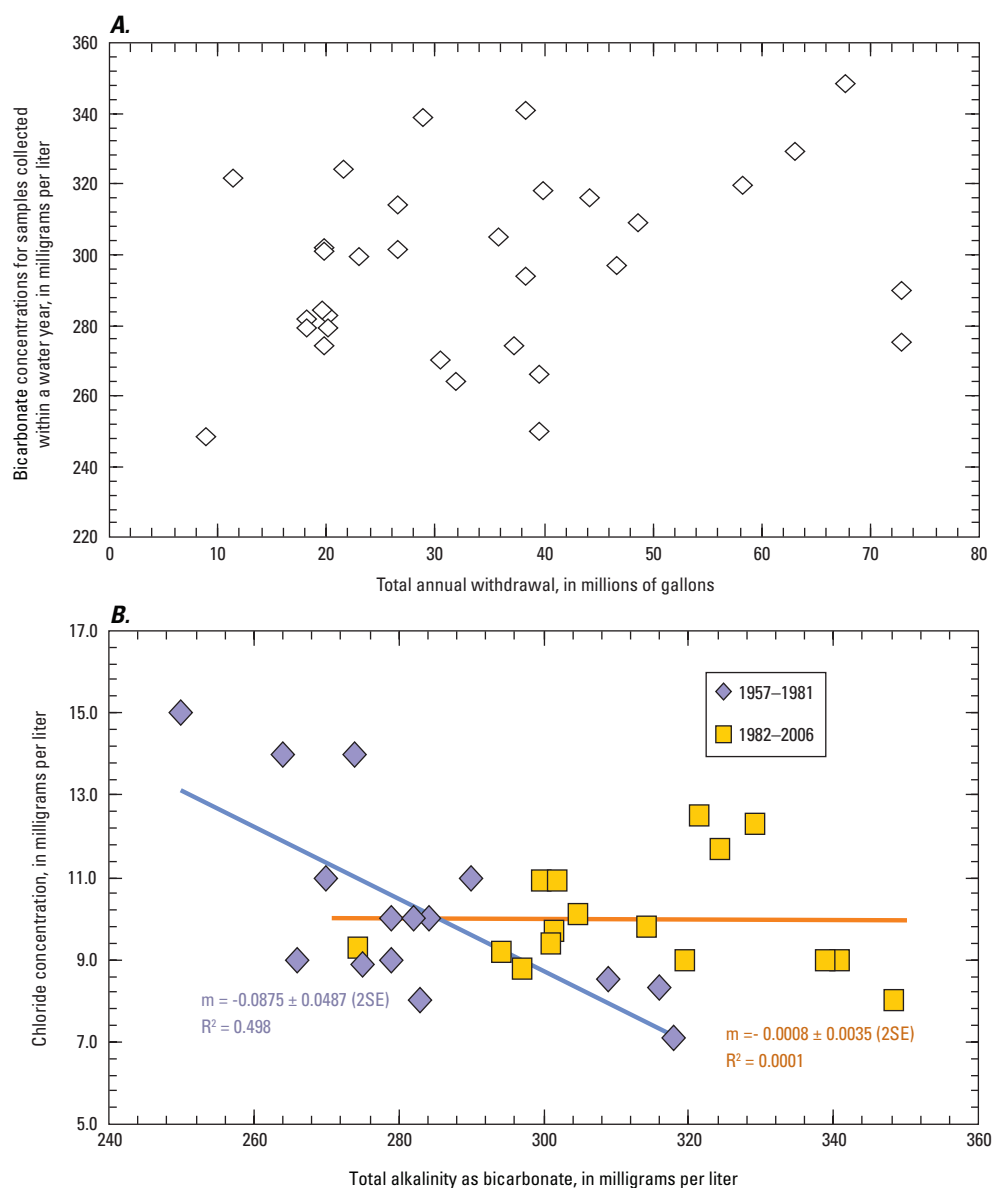 A.
360
340
320
300
280
260
240
220
Bicarbonate concentrations for samples collected
within a water year, in milligrams per liter
0 10 20 30 40 50 60 70 80
Total annual withdrawal, in millions of gallons
B.
17.0
15.0
13.0
11.0
9.0
7.0
5.0
Chloride concentration, in milligrams per liter
1957–1981
1982–2006
m = -0.0875 ± 0.0487 (2SE)
R² = 0.498
m =- 0.0008 ± 0.0035 (2SE)
R² = 0.0001
240 260 280 300 320 340 360
Total alkalinity as bicarbonate, in milligrams per liter